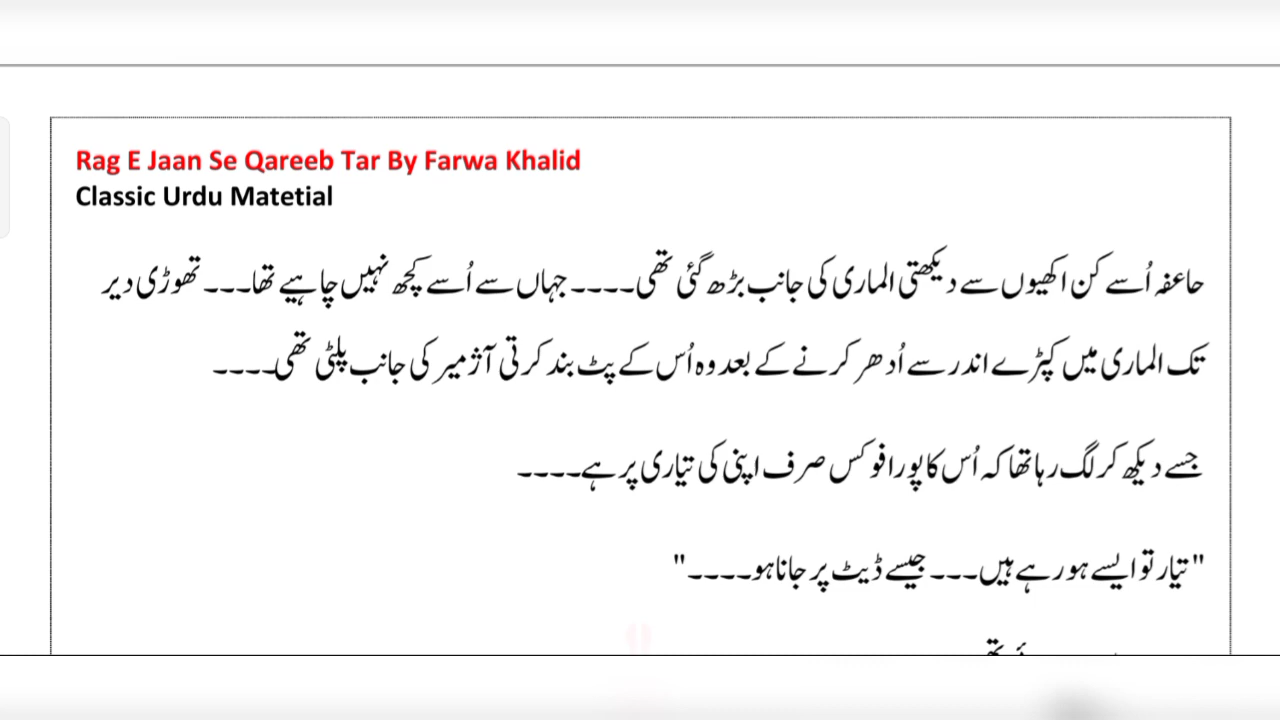 Rag E Jaan Se Qareeb Tar By Farwa Khalid
Classic Urdu Matetial
حاعفہ اُسے کن اکھیوں سے دیکھتی الماری کی جانب بڑھ گئی تھی۔۔۔۔ جہاں سے اُسے کچھ نہیں چاہیے تھا۔۔۔ تھوڑی دیر
تک الماری میں کپڑے اندر سے اُدھر کرنے کے بعد وہ اُس کے پٹ بند کرتی آژمیر کی جانب پلٹی تھی۔۔۔۔
جسے دیکھ کر لگ رہا تھا کہ اُس کا پورا فوکس صرف اپنی کی تیاری پر ہے۔۔۔۔
"تیار تو ایسے ہو رہے ہیں۔۔۔ جیسے ڈیٹ پر جانا ہو۔۔۔۔"